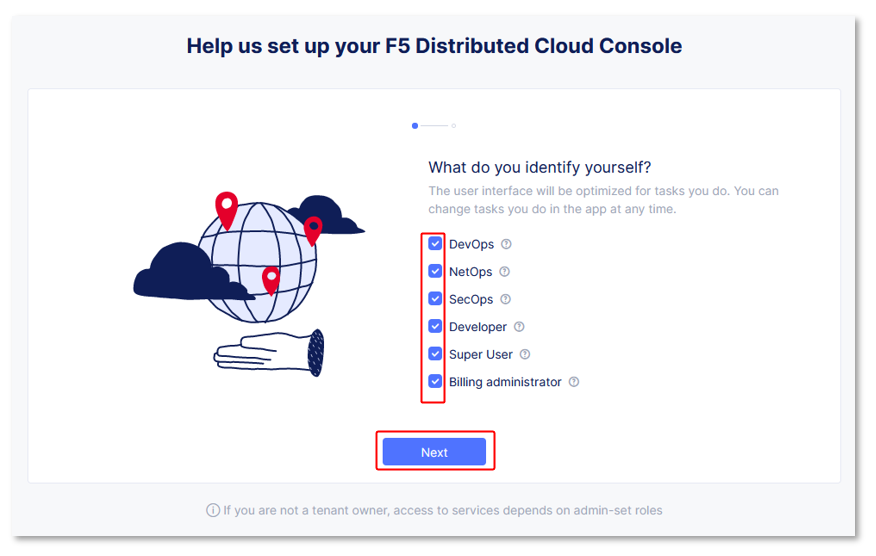 Help us set up your F5 Distributed Cloud Console
What do you identify yourself?
The user interface will be optimized for tasks you do. You can
change tasks you do in the app at any time.
DevOps
NetOps
SecOps
Developer
Super User
Billing administrator
Next
If you are not a tenant owner, access to services depends on admin-set roles